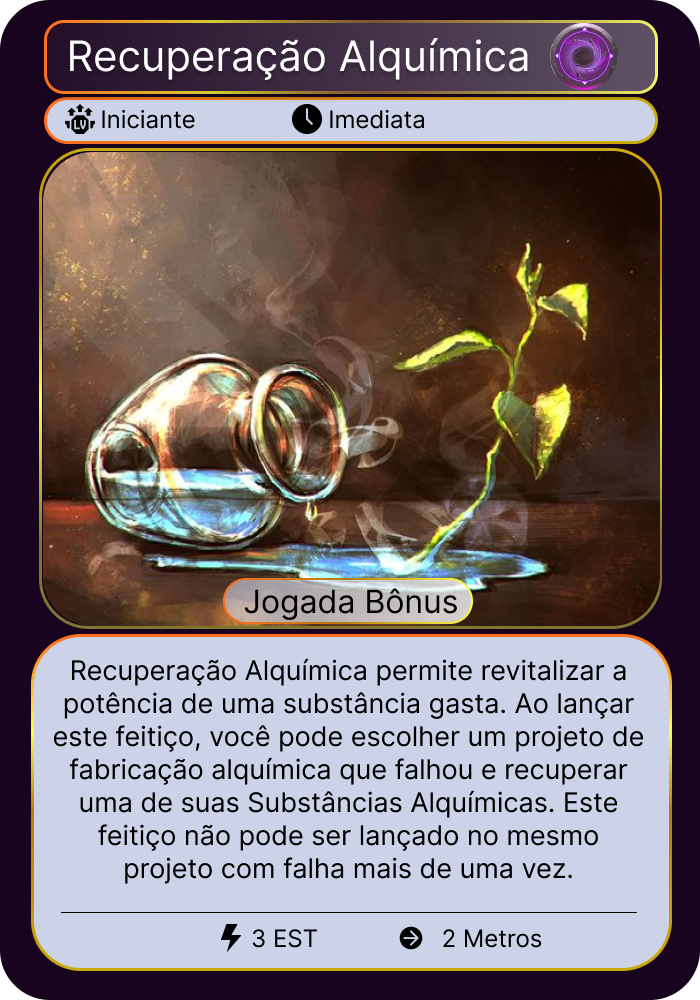 Recuperação Alquímica
LV Iniciante Imediata
Jogada Bônus
Recuperação Alquímica permite revitalizar a
potência de uma substância gasta. Ao lançar
este feitiço, você pode escolher um projeto de
fabricação alquímica que falhou e recuperar
uma de suas Substâncias Alquímicas. Este
feitiço não pode ser lançado no mesmo
projeto com falha mais de uma vez.
3 EST 2 Metros